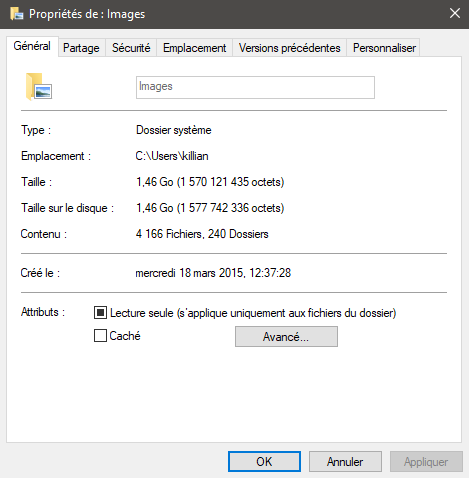 Propriétés de : Images
Général Partage Sécurité Emplacement Versions précédentes Personnaliser
Images
Type : Dossier système
Emplacement : C:\Users\killian
Taille : 1,46 Go (1 570 121 435 octets)
Taille sur le disque : 1,46 Go (1 577 742 336 octets)
Contenu : 4 166 Fichiers, 240 Dossiers
Créé le : mercredi 18 mars 2015, 12:37:28
Attributs : Lecture seule (s'applique uniquement aux fichiers du dossier)
Caché Avancé...
OK Annuler Appliquer